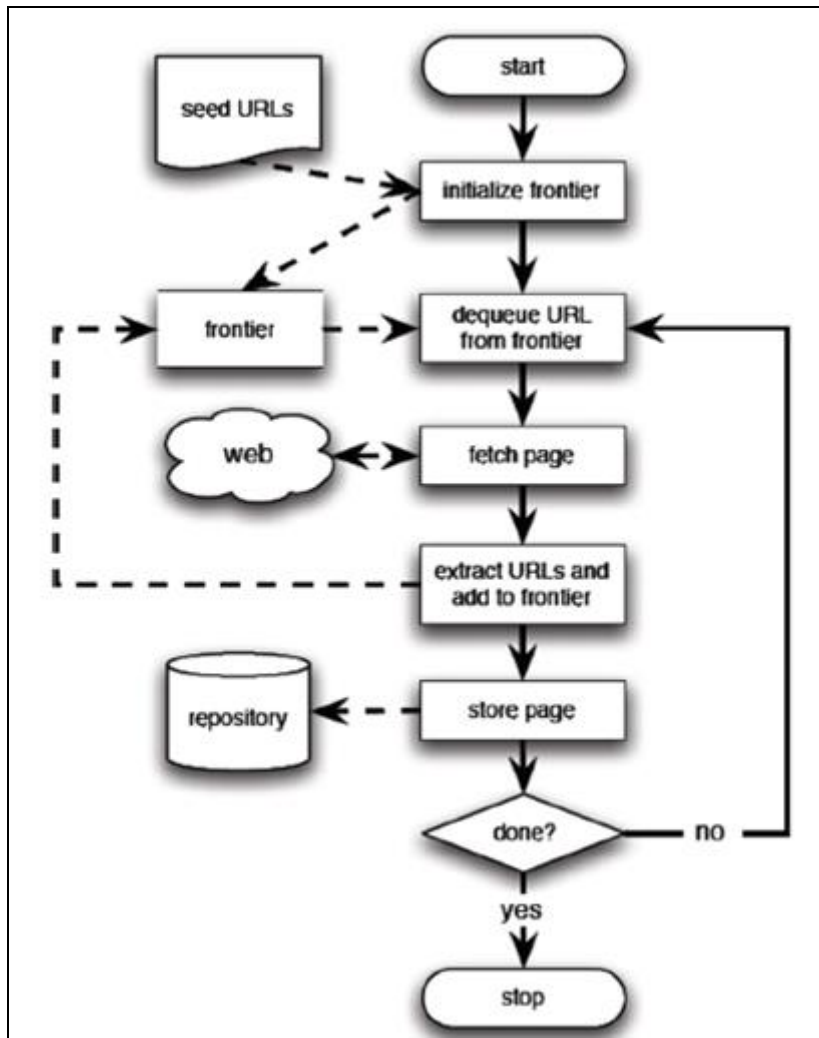 start
seed URLs
initialize frontier
frontier
dequeue URL
from frontier
web
fetch page
extract URLs and
add to frontier
repository
store page
done?
no
yes
stop